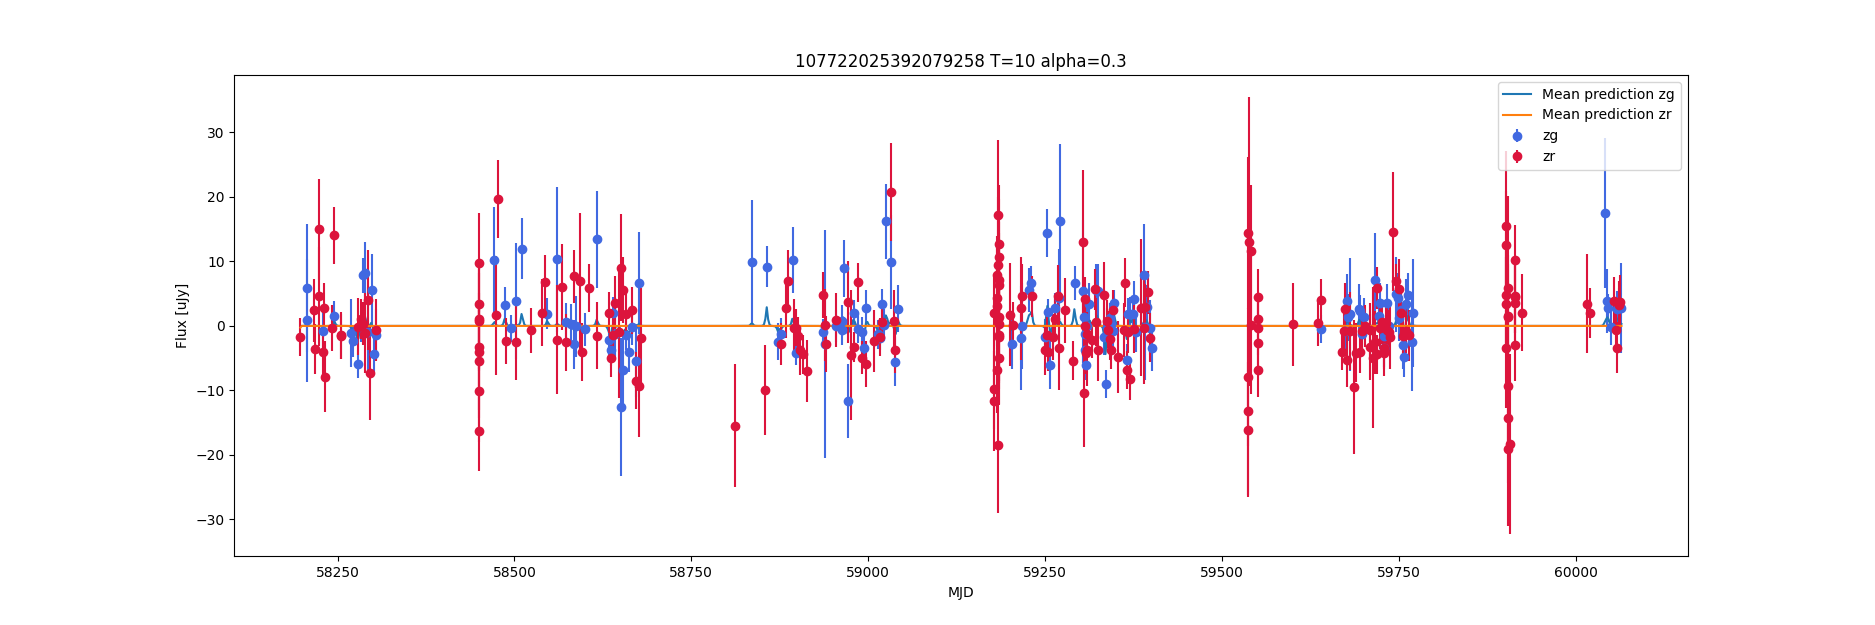 107722025392079258 T=10 alpha=0.3
Mean prediction zg
Mean prediction zr
zg
zr
Flux [uJy]
30
20
10
0
−10
−20
−30
58250
58500
58750
59000
59250
59500
59750
60000
MJD